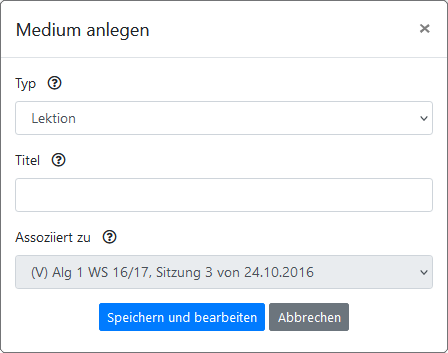 Medium anlegen ×
Typ ?
Lektion
Titel ?
Assoziiert zu ?
(V) Alg 1 WS 16/17, Sitzung 3 von 24.10.2016
Speichern und bearbeiten Abbrechen